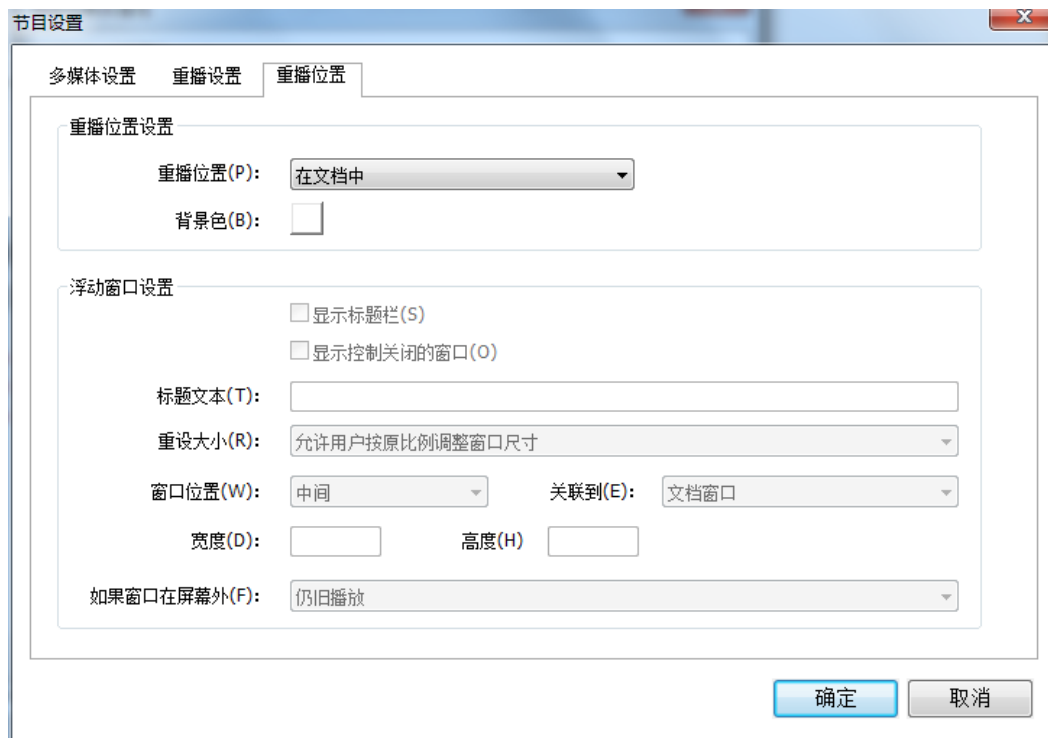 节目设置
多媒体设置 重播设置 重播位置
重播位置设置
重播位置(P): 在文档中
背景色(B):
浮动窗口设置
显示标题栏(S)
显示控制关闭的窗口(O)
标题文本(T):
重设大小(R): 允许用户按原比例调整窗口尺寸
窗口位置(W): 中间 关联到(E): 文档窗口
宽度(D): 高度(H)
如果窗口在屏幕外(F): 仍旧播放
确定 取消